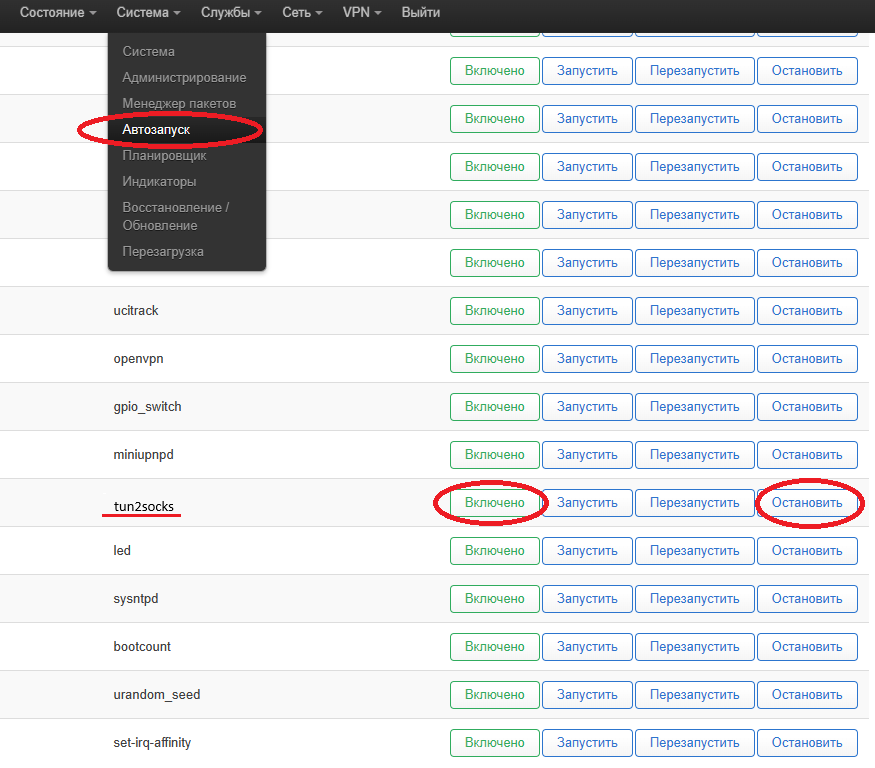 Состояние Система Службы Сеть VPN Выйти
Система
Администрирование
Менеджер пакетов
Автозапуск
Планировщик
Индикаторы
Восстановление /
Обновление
Перезагрузка
Включено Запустить Перезапустить Остановить
Включено Запустить Перезапустить Остановить
Включено Запустить Перезапустить Остановить
Включено Запустить Перезапустить Остановить
Включено Запустить Перезапустить Остановить
ucitrack Включено Запустить Перезапустить Остановить
openvpn Включено Запустить Перезапустить Остановить
gpio_switch Включено Запустить Перезапустить Остановить
miniupnpd Включено Запустить Перезапустить Остановить
tun2socks Включено Запустить Перезапустить Остановить
led Включено Запустить Перезапустить Остановить
sysntpd Включено Запустить Перезапустить Остановить
bootcount Включено Запустить Перезапустить Остановить
urandom_seed Включено Запустить Перезапустить Остановить
set-irq-affinity Включено Запустить Перезапустить Остановить